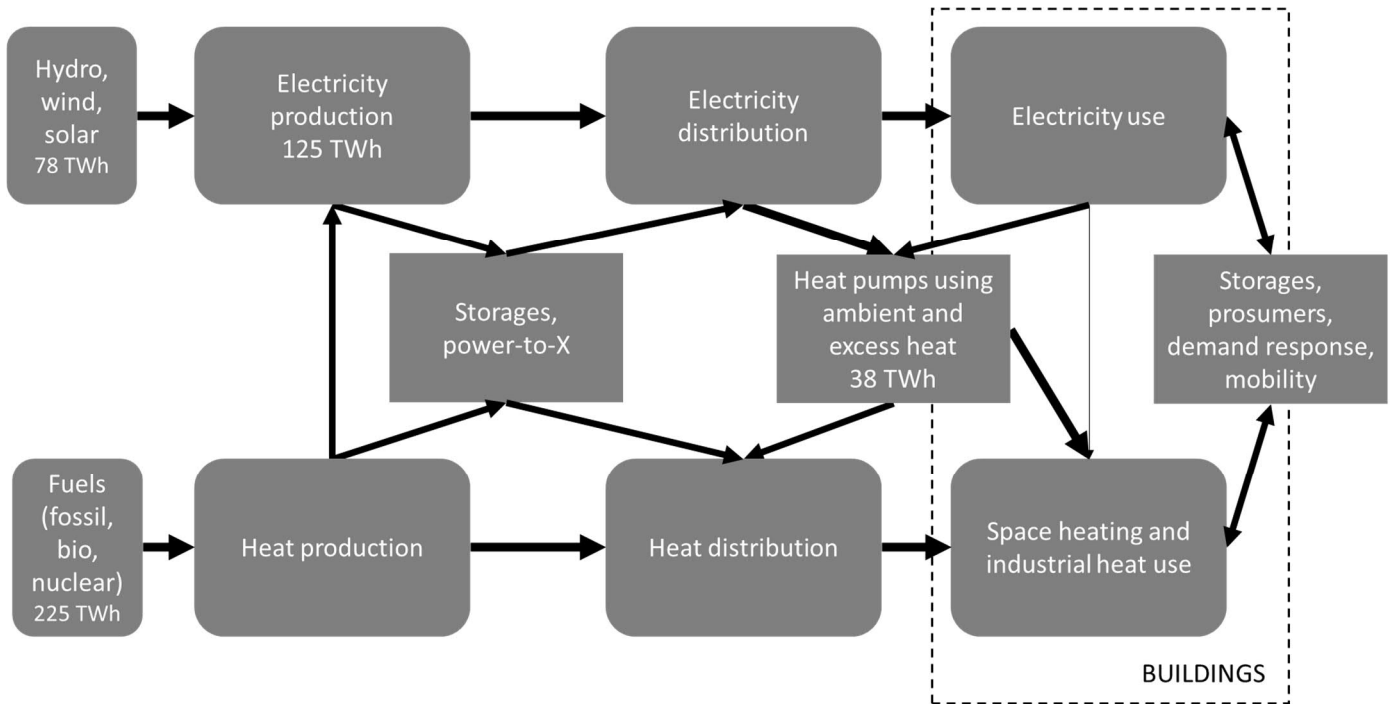 Hydro,
wind,
solar
78 TWh
Electricity
production
125 TWh
Electricity
distribution
Electricity use
Storages,
power-to-X
Heat pumps using
ambient and
excess heat
38 TWh
Storages,
prosumers,
demand response,
mobility
Fuels
(fossil,
bio,
nuclear)
225 TWh
Heat production
Heat distribution
Space heating and
industrial heat use
BUILDINGS